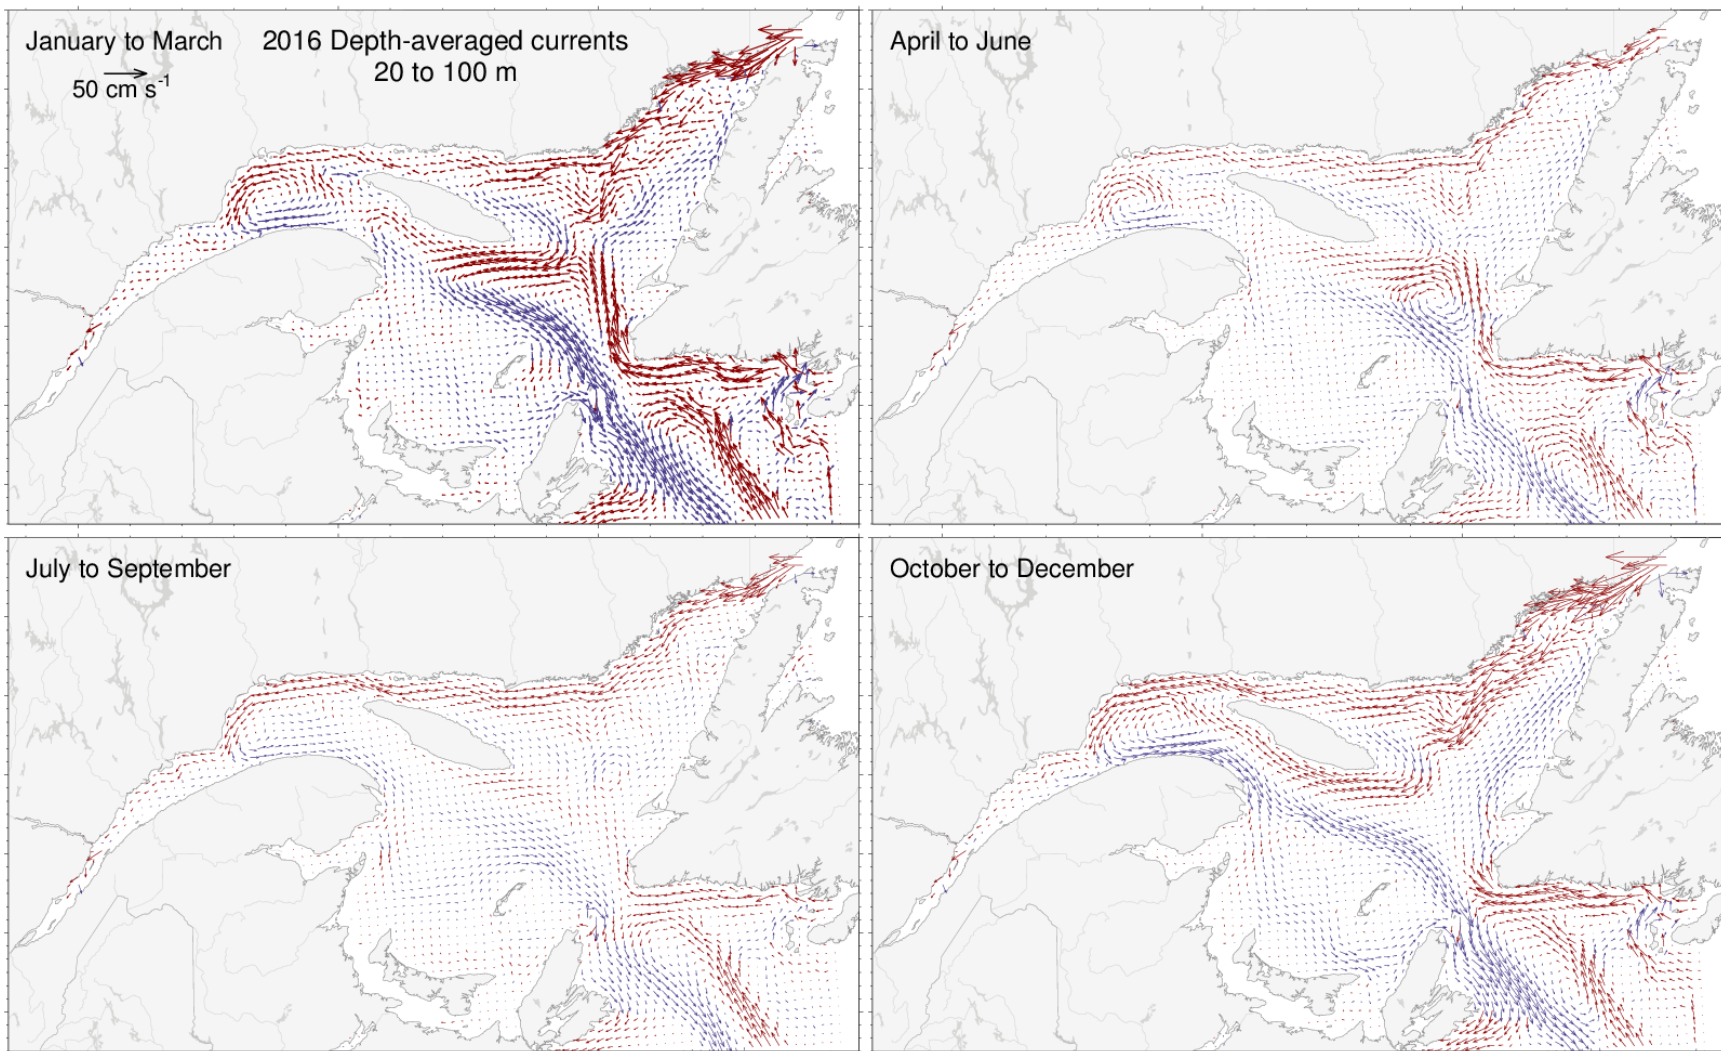 January to March
2016 Depth-averaged currents
20 to 100 m
50 cm s⁻¹
April to June
July to September
October to December